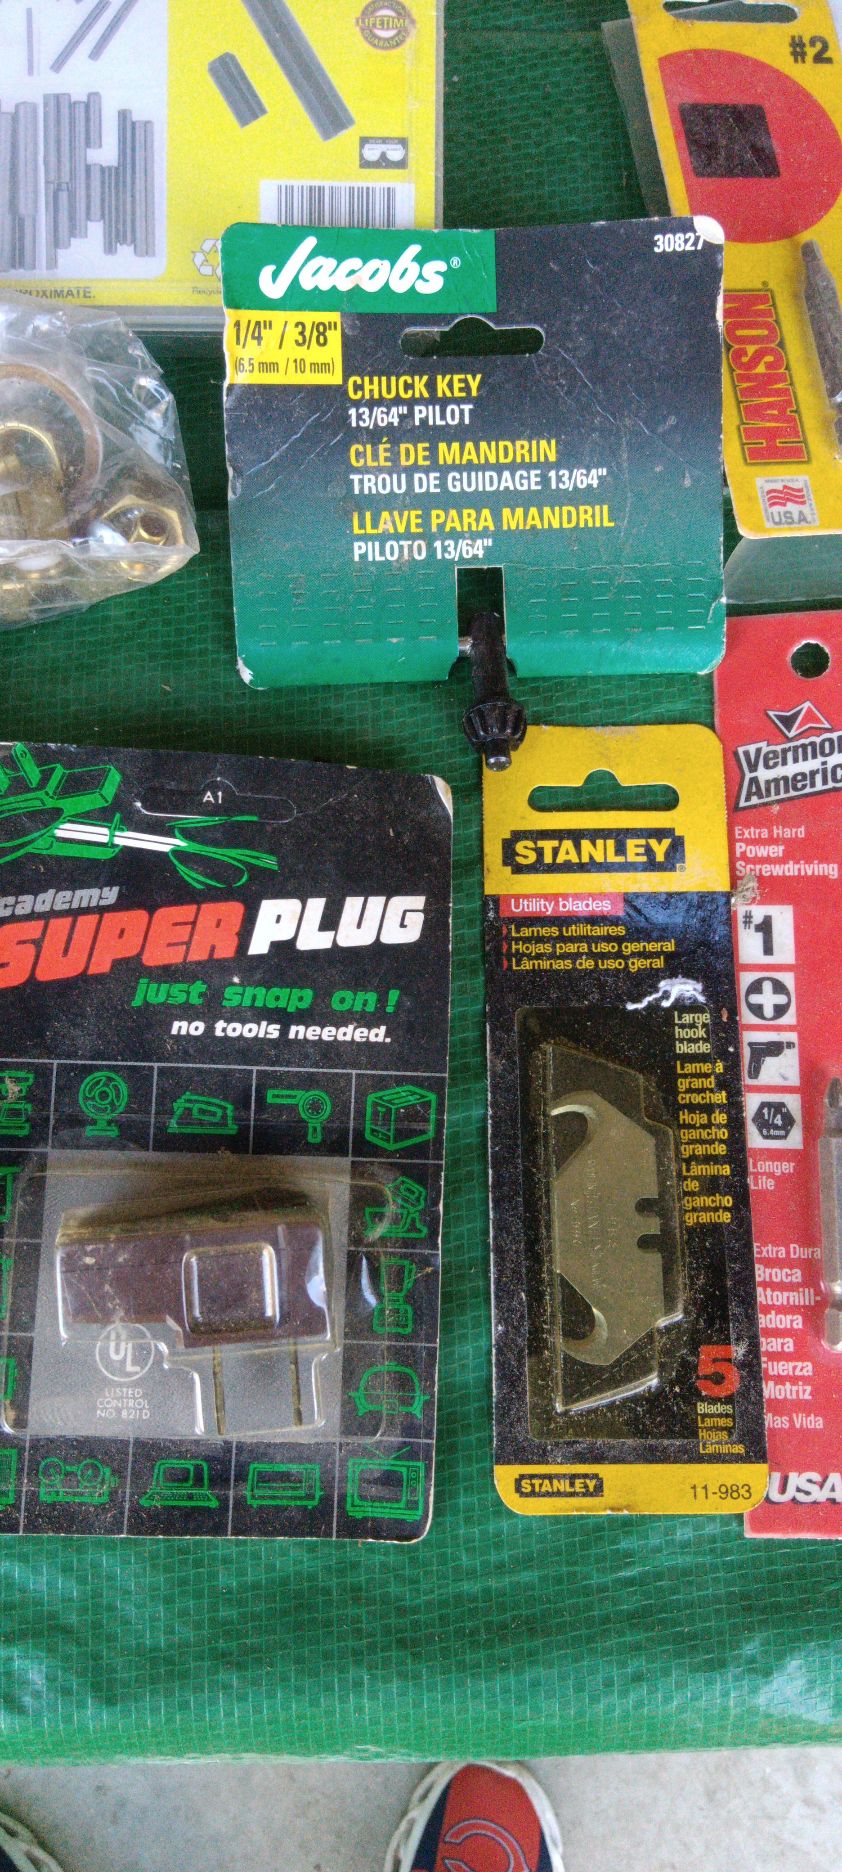 LIFETIME
GUARANTEE
#2
OXIMATE.
Jacobs®
30827
1/4" / 3/8"
(6.5 mm / 10 mm)
CHUCK KEY
13/64" PILOT
CLÉ DE MANDRIN
TROU DE GUIDAGE 13/64"
LLAVE PARA MANDRIL
PILOTO 13/64"
HANSON®
U.S.A.
A1
cademy
SUPER PLUG
just snap on!
no tools needed.
UL
LISTED
CONTROL
NO. 821D
STANLEY®
Utility blades
Lames utilitaires
Hojas para uso general
Lâminas de uso geral
Large
hook
blade
Lame à
grand
crochet
Hoja de
gancho
grande
Lâmina
de
gancho
grande
5
Blades
Lames
Hojas
Lâminas
STANLEY
11-983
Vermon
Americ
Extra Hard
Power
Screwdriving
#1
1/4"
6.4mm
Longer
Life
Extra Dura
Broca
Atornill-
adora
para
Fuerza
Motriz
Mas Vida
USA